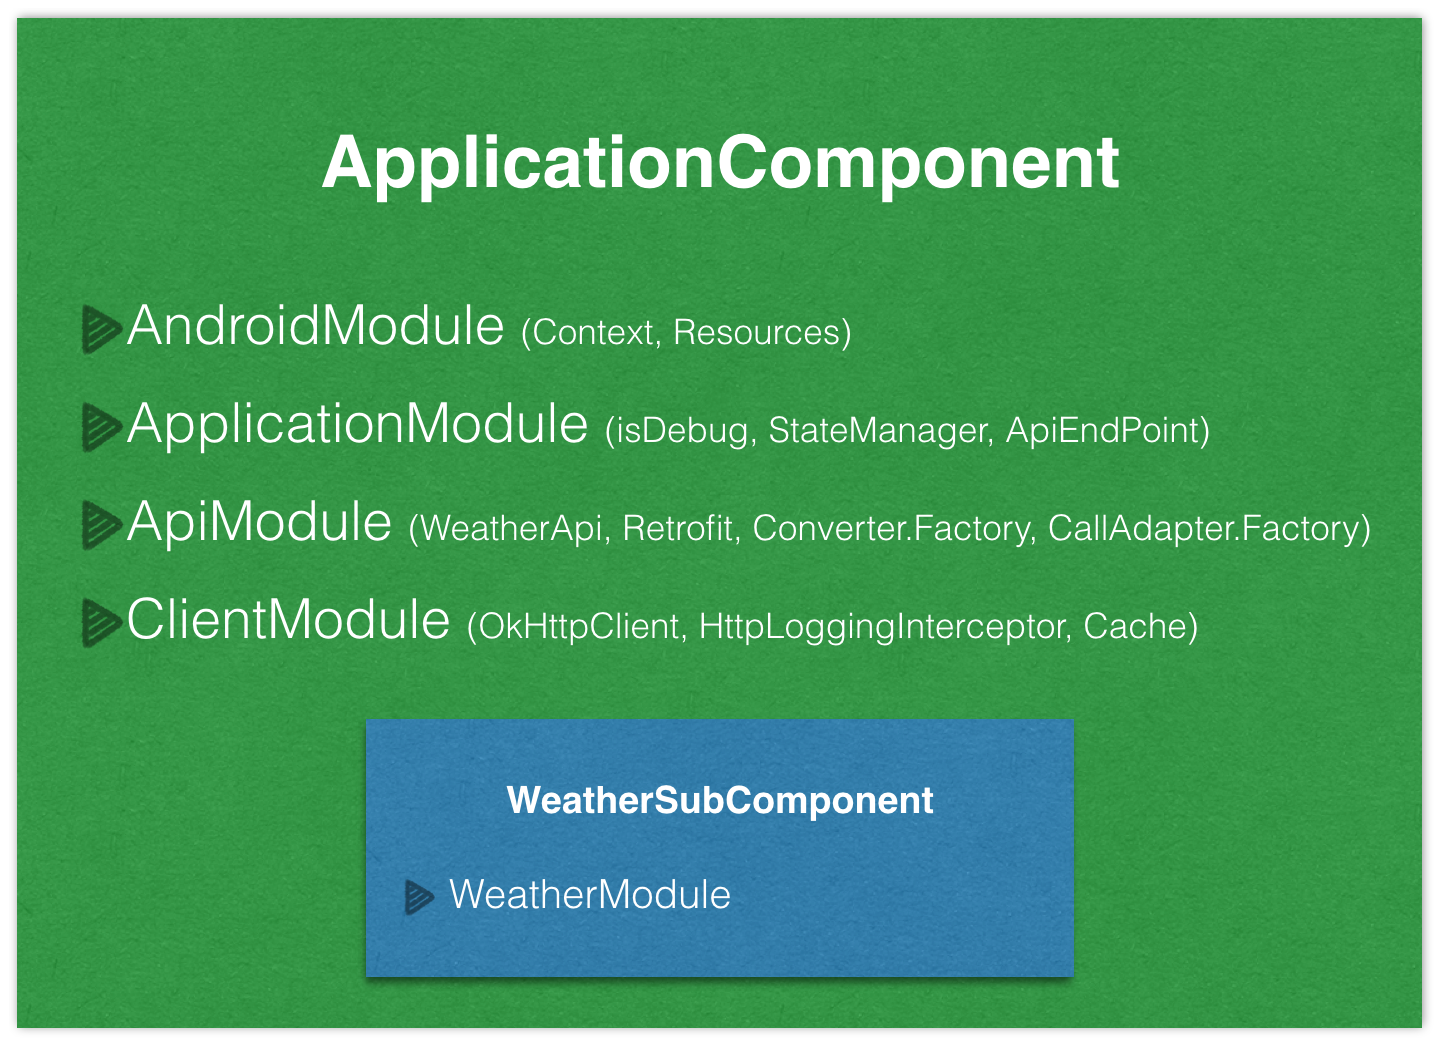 ApplicationComponent
AndroidModule (Context, Resources)
ApplicationModule (isDebug, StateManager, ApiEndPoint)
ApiModule (WeatherApi, Retrofit, Converter.Factory, CallAdapter.Factory)
ClientModule (OkHttpClient, HttpLoggingInterceptor, Cache)
WeatherSubComponent
WeatherModule